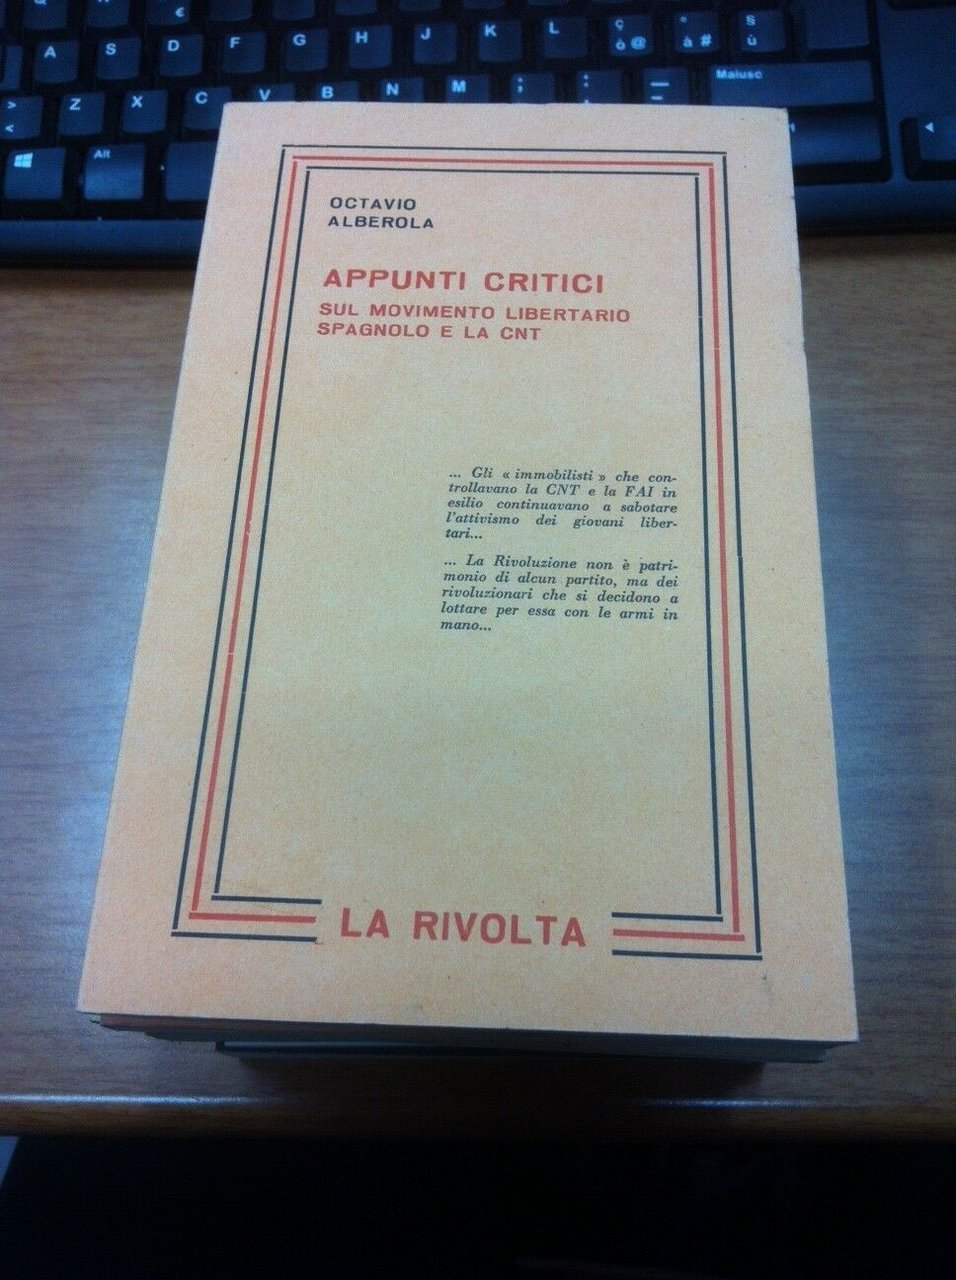 €
A S D F G H J K L ç ° §
ò @ à # ù
> Z X C V B N M ; : _ Maiusc
< , . -
Alt
OCTAVIO
ALBEROLA
APPUNTI CRITICI
SUL MOVIMENTO LIBERTARIO
SPAGNOLO E LA CNT
... Gli « immobilisti » che con-
trollavano la CNT e la FAI in
esilio continuavano a sabotare
l'attivismo dei giovani liber-
tari...
... La Rivoluzione non è patri-
monio di alcun partito, ma dei
rivoluzionari che si decidono a
lottare per essa con le armi in
mano...
LA RIVOLTA